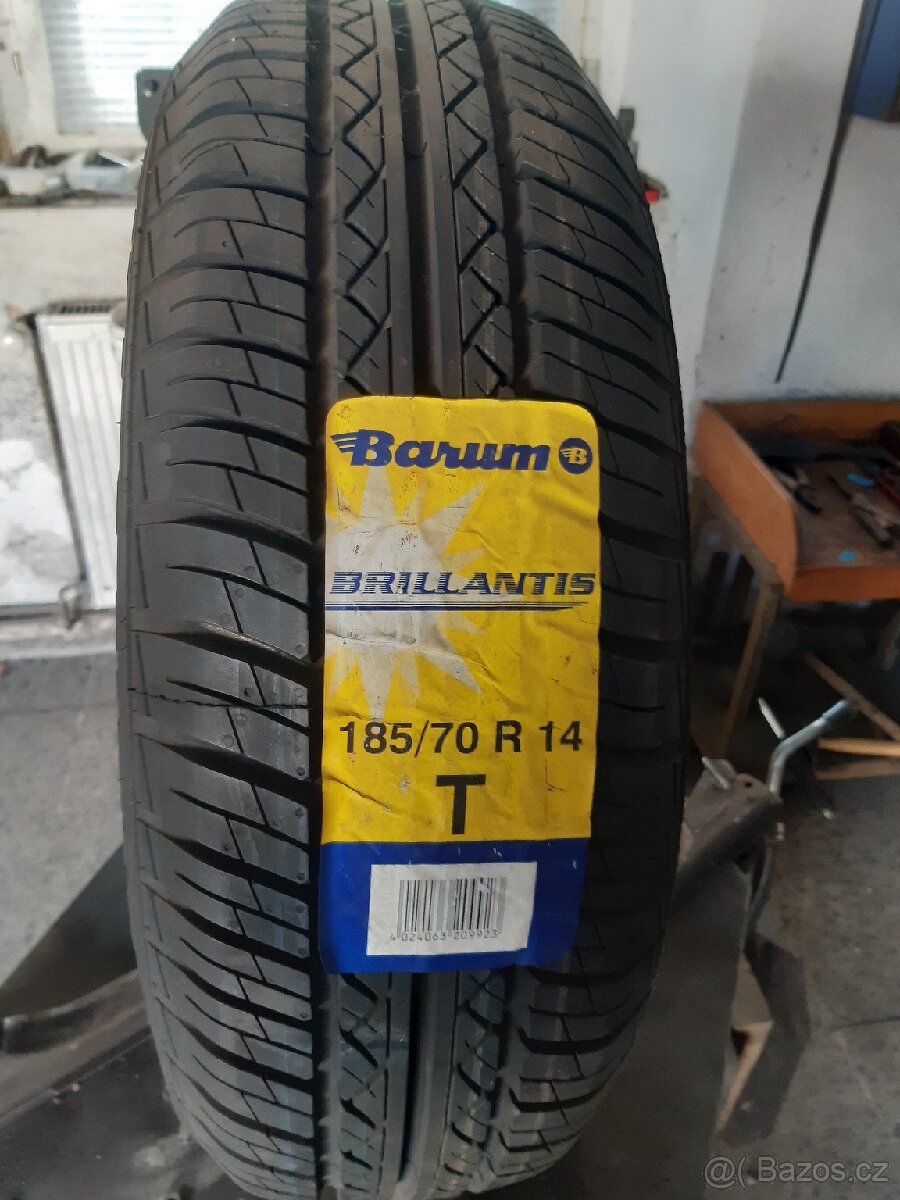 Barum B
BRILLANTIS
185/70 R 14
T
4 024063 209923
@( Bazos.cz